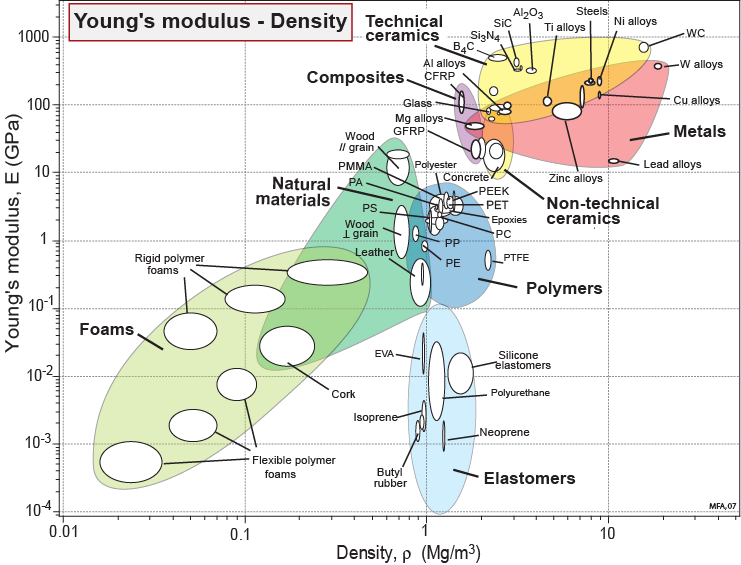 Young's modulus - Density
Technical
ceramics
Al2O3
SiC
Si3N4
B4C
Ti alloys
Steels
Ni alloys
WC
W alloys
Al alloys
CFRP
Composites
Glass
Mg alloys
GFRP
Cu alloys
Metals
Lead alloys
Zinc alloys
Wood
// grain
Polyester
PMMA
PA
Concrete
PEEK
PET
Epoxies
PC
PS
Non-technical
ceramics
Natural
materials
Wood
⊥ grain
Leather
PP
PE
PTFE
Polymers
Rigid polymer
foams
Foams
Cork
Flexible polymer
foams
EVA
Silicone
elastomers
Polyurethane
Isoprene
Neoprene
Butyl
rubber
Elastomers
MFA, 07
Young's modulus, E (GPa)
1000
100
10
1
10-1
10-2
10-3
10-4
0.01
0.1
1
10
Density, ρ (Mg/m3)